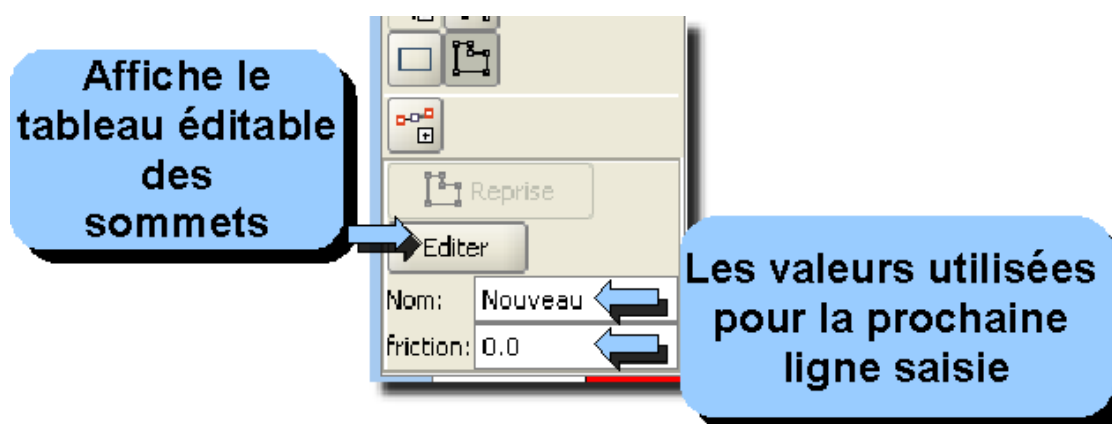 Affiche le
tableau éditable
des
sommets
Reprise
Editer
Nom: Nouveau
friction: 0.0
Les valeurs utilisées
pour la prochaine
ligne saisie